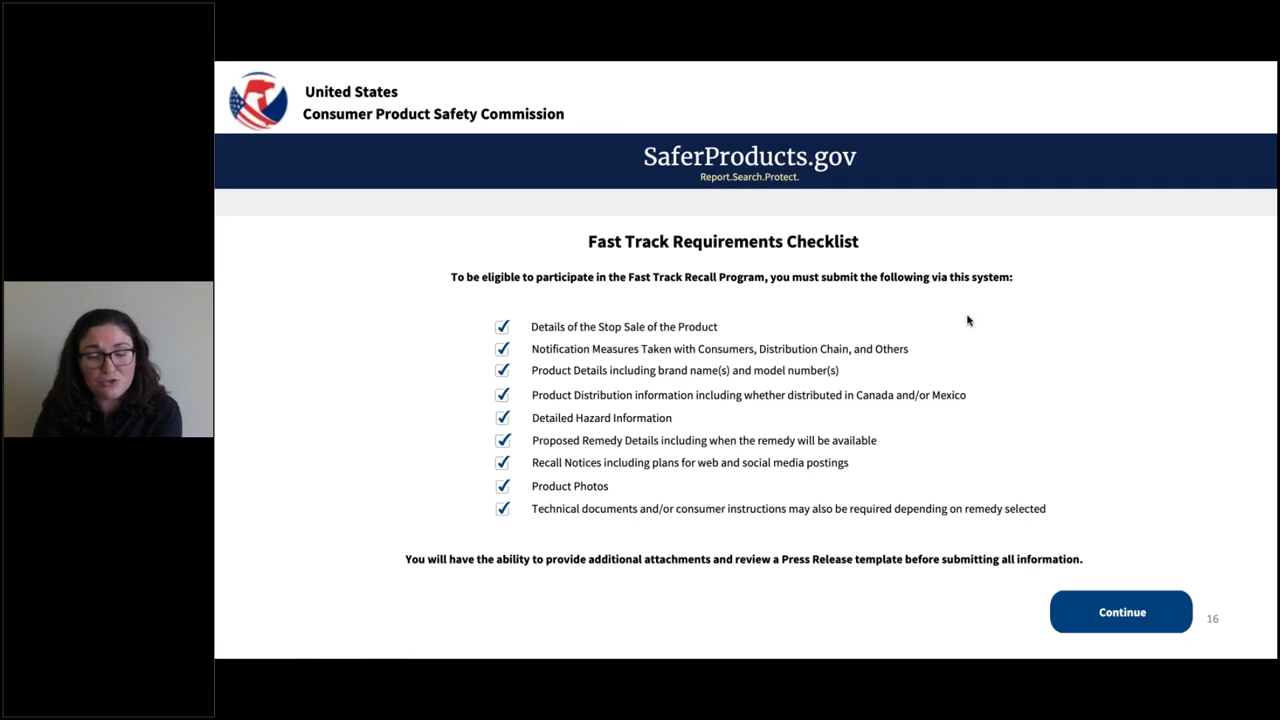 United States
Consumer Product Safety Commission
SaferProducts.gov
Report.Search.Protect.
Fast Track Requirements Checklist
To be eligible to participate in the Fast Track Recall Program, you must submit the following via this system:
Details of the Stop Sale of the Product
Notification Measures Taken with Consumers, Distribution Chain, and Others
Product Details including brand name(s) and model number(s)
Product Distribution information including whether distributed in Canada and/or Mexico
Detailed Hazard Information
Proposed Remedy Details including when the remedy will be available
Recall Notices including plans for web and social media postings
Product Photos
Technical documents and/or consumer instructions may also be required depending on remedy selected
You will have the ability to provide additional attachments and review a Press Release template before submitting all information.
Continue
16